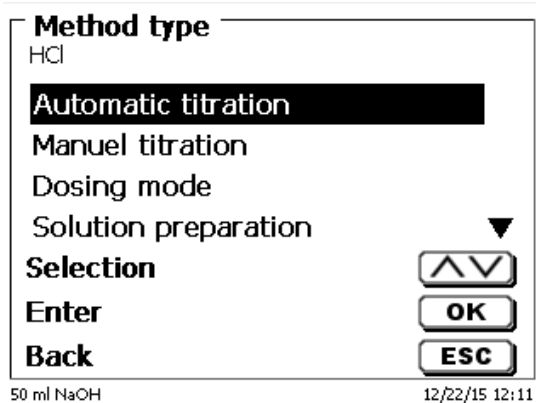 Method type
HCl
Automatic titration
Manuel titration
Dosing mode
Solution preparation
Selection
Enter OK
Back ESC
50 ml NaOH 12/22/15 12:11